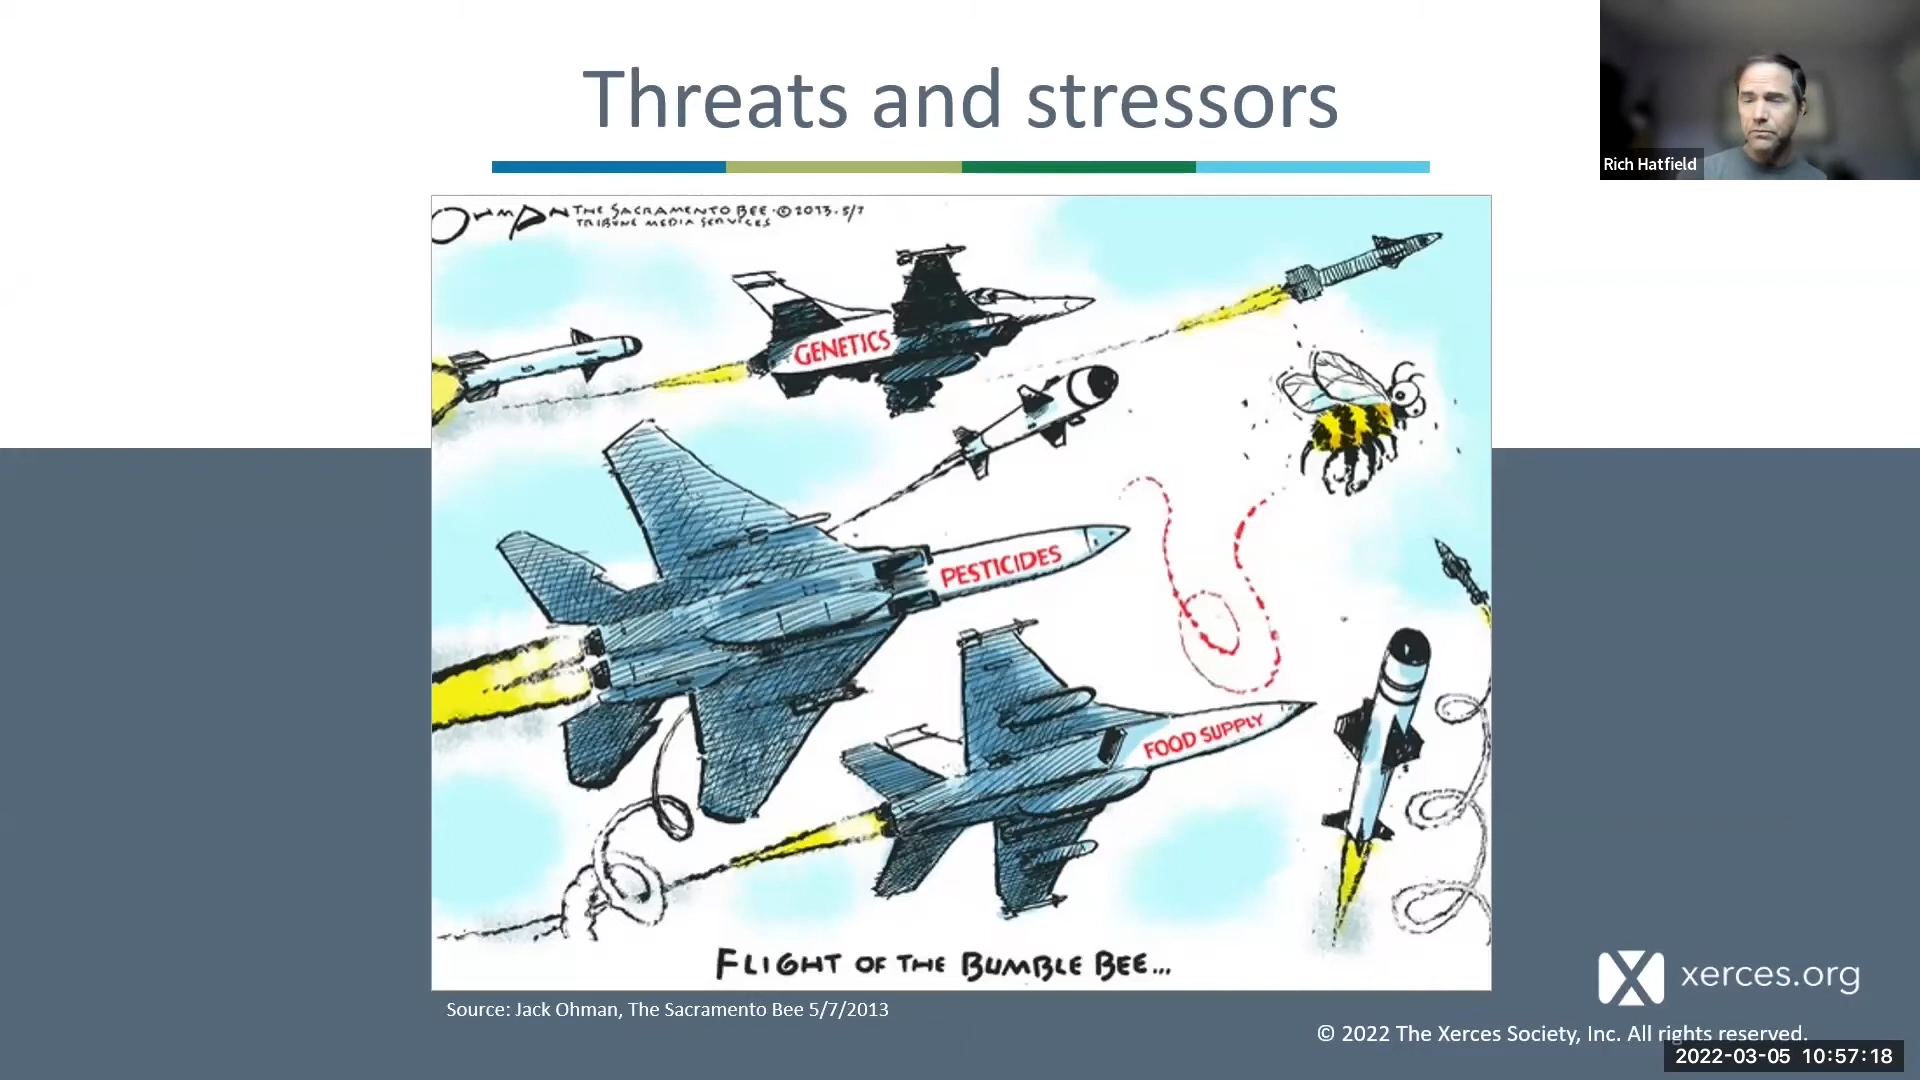 Threats and stressors
Rich Hatfield
OHMAN THE SACRAMENTO BEE · © 2013 · 5/7
TRIBUNE MEDIA SERVICES
GENETICS
PESTICIDES
FOOD SUPPLY
FLIGHT OF THE BUMBLE BEE...
Source: Jack Ohman, The Sacramento Bee 5/7/2013
xerces.org
© 2022 The Xerces Society, Inc. All rights reserved.
2022-03-05 10:57:18